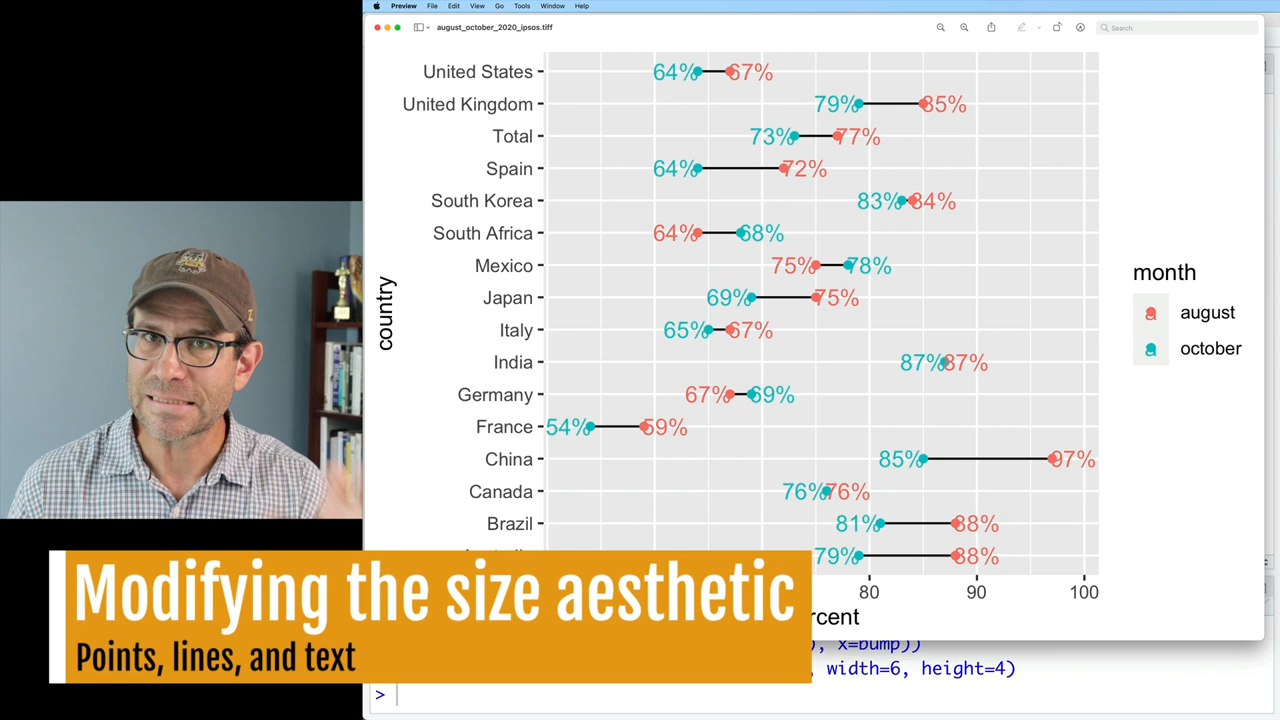 Preview File Edit View Go Tools Window Help
august_october_2020_ipsos.tiff
Search
United States 64% 67%
United Kingdom 79% 85%
Total 73% 77%
Spain 64% 72%
South Korea 83% 84%
South Africa 64% 68%
Mexico 75% 78%
Japan 69% 75%
Italy 65% 67%
India 87% 87%
Germany 67% 69%
France 54% 59%
China 85% 97%
Canada 76% 76%
Brazil 81% 88%
79% 88%
country
month
august
october
80 90 100
rcent
Modifying the size aesthetic
Points, lines, and text
), x=bump))
, width=6, height=4)
>